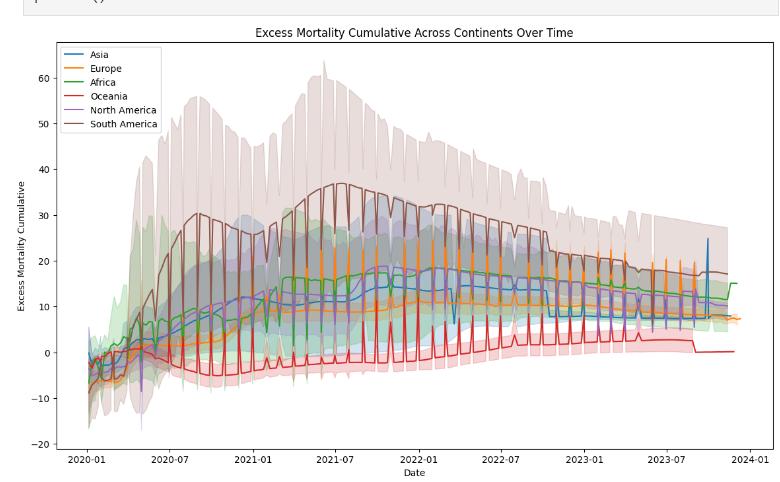 Excess Mortality Cumulative Across Continents Over Time
Asia
Europe
Africa
Oceania
North America
South America
Excess Mortality Cumulative
60
50
40
30
20
10
0
−10
−20
2020-01 2020-07 2021-01 2021-07 2022-01 2022-07 2023-01 2023-07 2024-01
Date